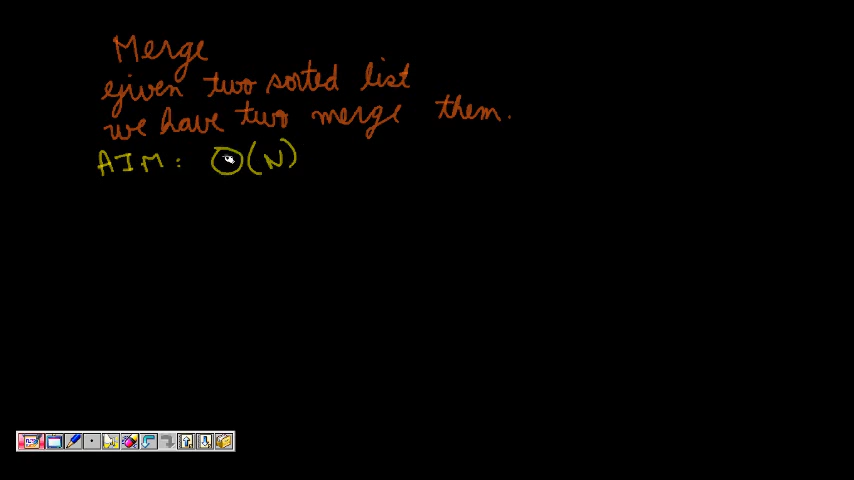 Merge
given two sorted list
we have two merge them.
AIM: Θ(N)